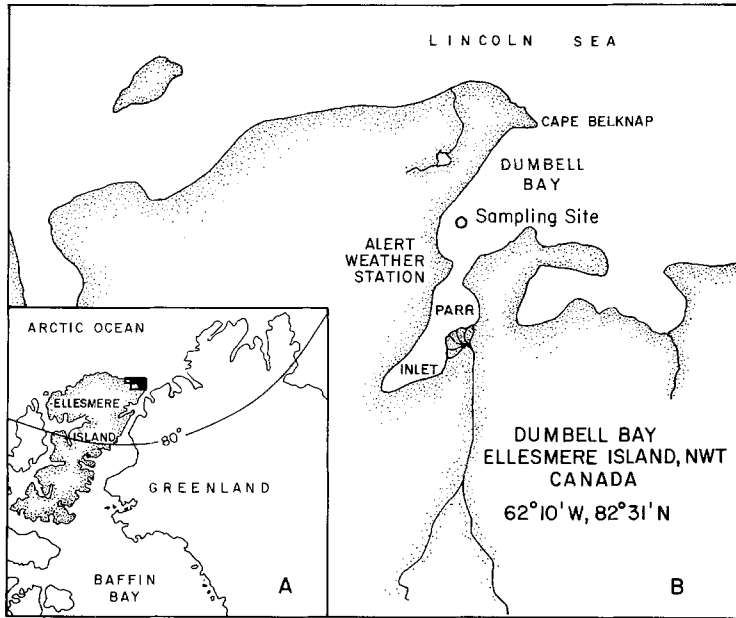 LINCOLN SEA
CAPE BELKNAP
DUMBELL
BAY
Sampling Site
ALERT
WEATHER
STATION
PARR
INLET
DUMBELL BAY
ELLESMERE ISLAND, NWT
CANADA
62°10'W, 82°31'N
B
ARCTIC OCEAN
ELLESMERE
ISLAND
80°
GREENLAND
BAFFIN
BAY
A